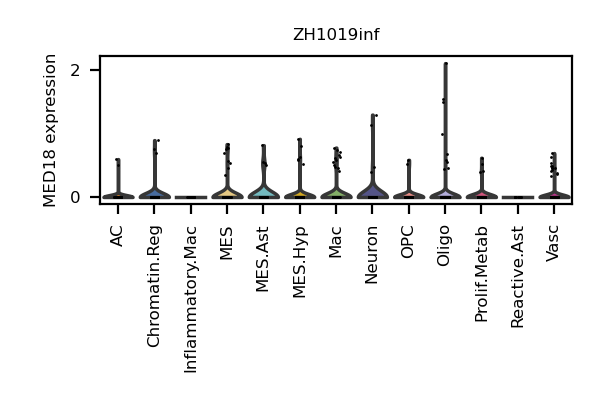 ZH1019inf
MED18 expression
2
0
AC
Chromatin.Reg
Inflammatory.Mac
MES
MES.Ast
MES.Hyp
Mac
Neuron
OPC
Oligo
Prolif.Metab
Reactive.Ast
Vasc